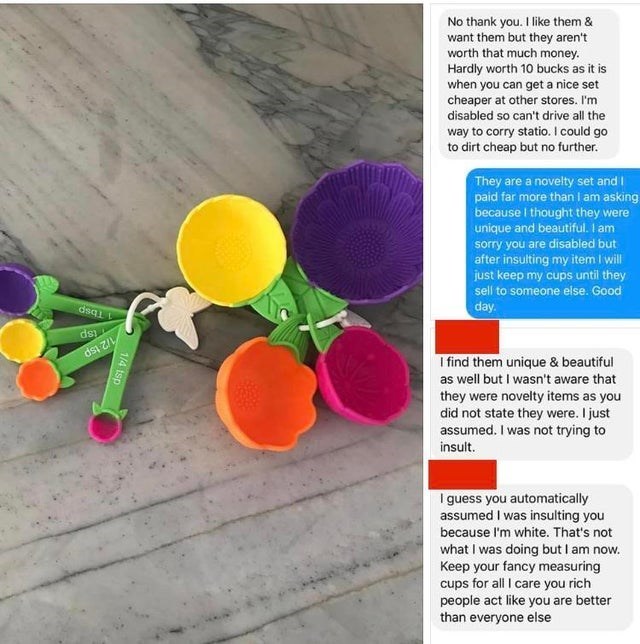 1 Tbsp
1 tsp
1/2 tsp
1/4 tsp
No thank you. I like them &
want them but they aren't
worth that much money.
Hardly worth 10 bucks as it is
when you can get a nice set
cheaper at other stores. I'm
disabled so can't drive all the
way to corry statio. I could go
to dirt cheap but no further.
They are a novelty set and I
paid far more than I am asking
because I thought they were
unique and beautiful. I am
sorry you are disabled but
after insulting my item I will
just keep my cups until they
sell to someone else. Good
day.
I find them unique & beautiful
as well but I wasn't aware that
they were novelty items as you
did not state they were. I just
assumed. I was not trying to
insult.
I guess you automatically
assumed I was insulting you
because I'm white. That's not
what I was doing but I am now.
Keep your fancy measuring
cups for all I care you rich
people act like you are better
than everyone else